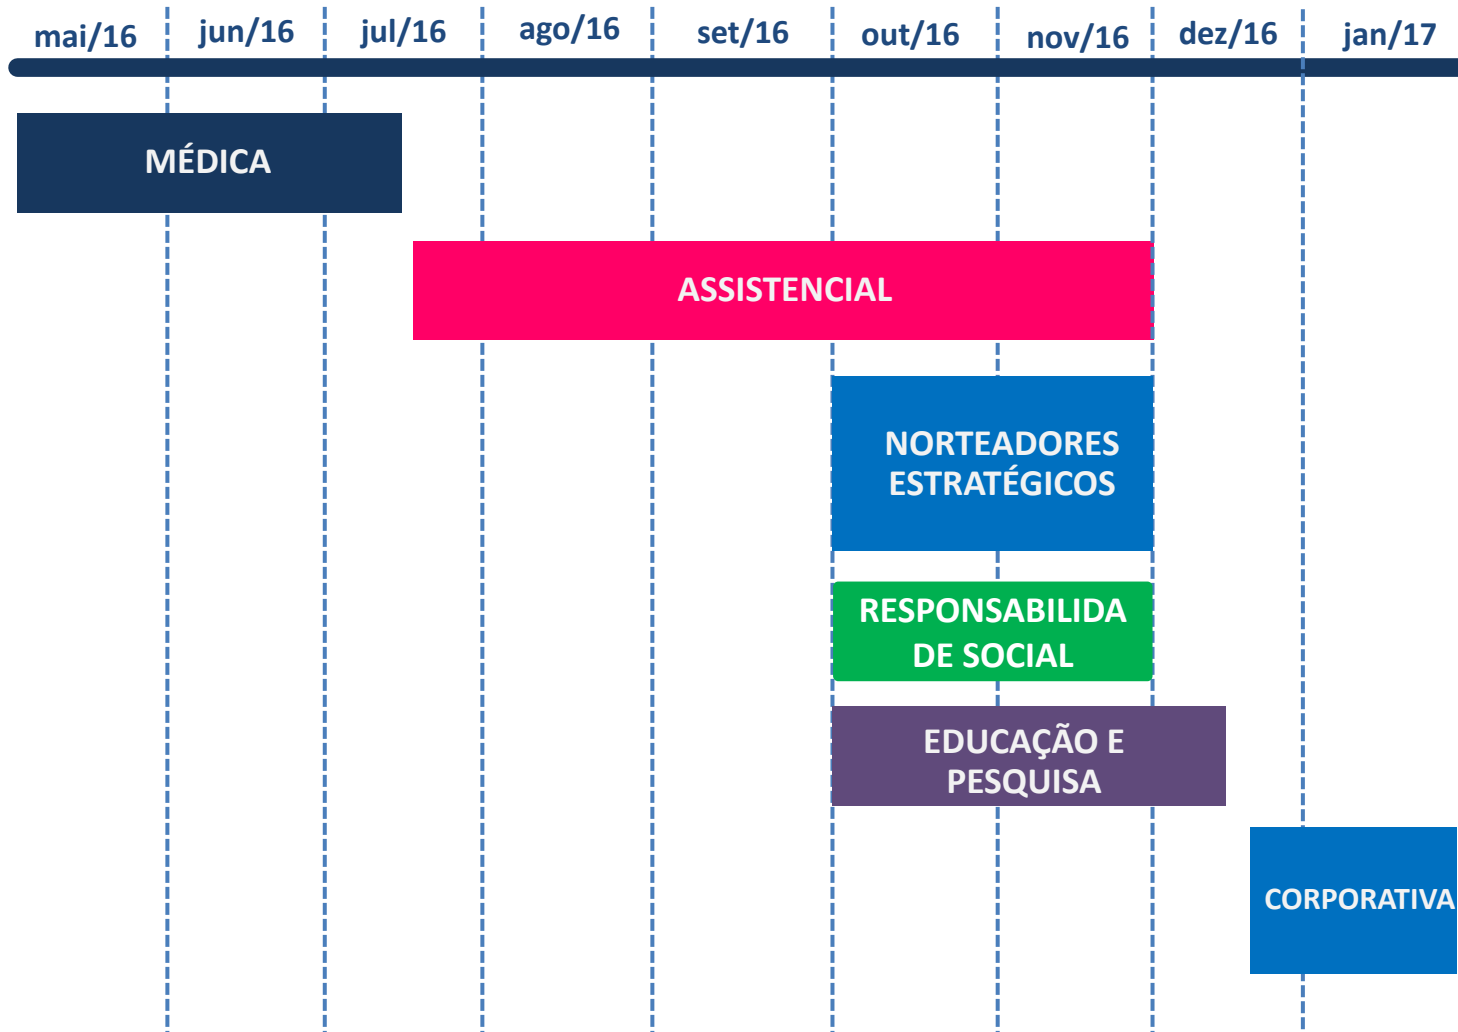 mai/16 jun/16 jul/16 ago/16 set/16 out/16 nov/16 dez/16 jan/17
MÉDICA
ASSISTENCIAL
NORTEADORES
ESTRATÉGICOS
RESPONSABILIDA
DE SOCIAL
EDUCAÇÃO E
PESQUISA
CORPORATIVA